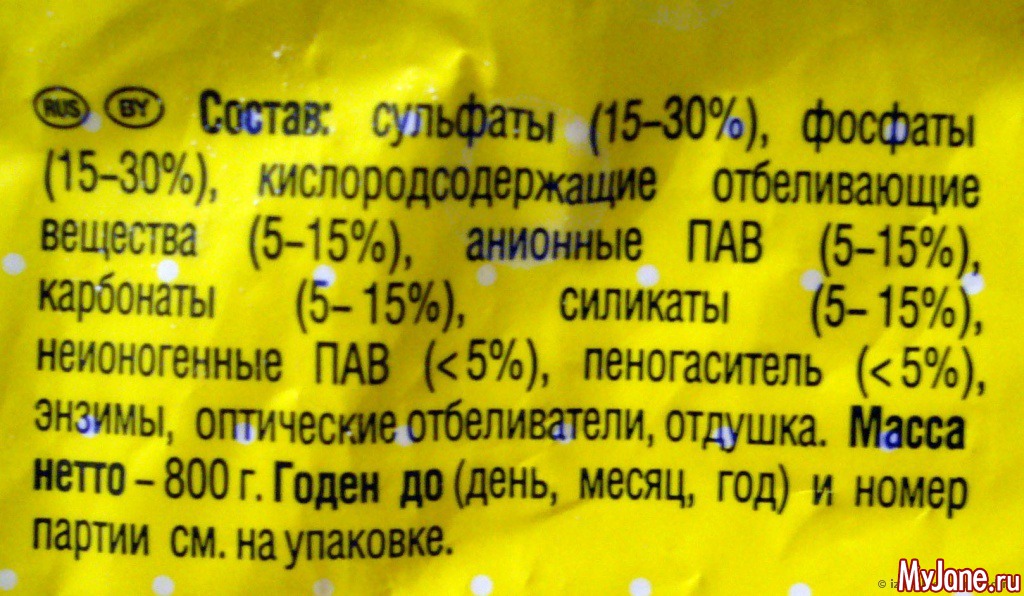 RUS BY Состав: сульфаты (15–30%), фосфаты
(15–30%), кислородсодержащие отбеливающие
вещества (5–15%), анионные ПАВ (5–15%),
карбонаты (5–15%), силикаты (5–15%),
неионогенные ПАВ (<5%), пеногаситель (<5%),
энзимы, оптические отбеливатели, отдушка. Масса
нетто – 800 г. Годен до (день, месяц, год) и номер
партии см. на упаковке.
© MyJane.ru